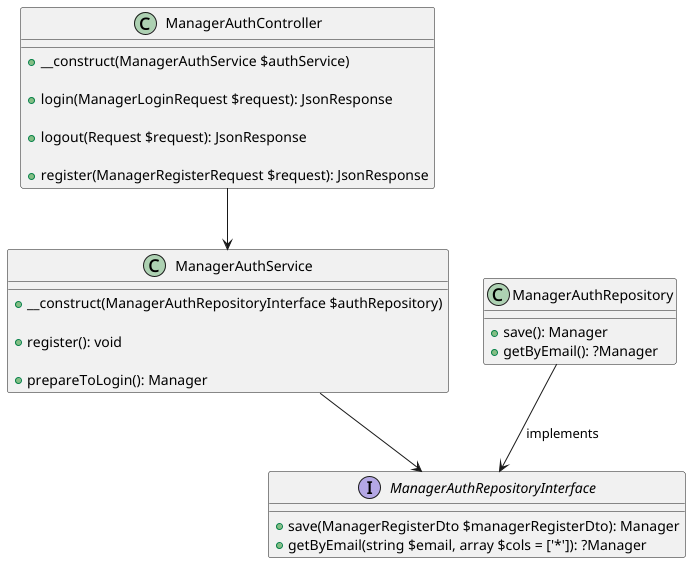 C ManagerAuthController
__construct(ManagerAuthService $authService)
login(ManagerLoginRequest $request): JsonResponse
logout(Request $request): JsonResponse
register(ManagerRegisterRequest $request): JsonResponse
C ManagerAuthService
__construct(ManagerAuthRepositoryInterface $authRepository)
register(): void
prepareToLogin(): Manager
C ManagerAuthRepository
save(): Manager
getByEmail(): ?Manager
implements
I ManagerAuthRepositoryInterface
save(ManagerRegisterDto $managerRegisterDto): Manager
getByEmail(string $email, array $cols = ['*']): ?Manager